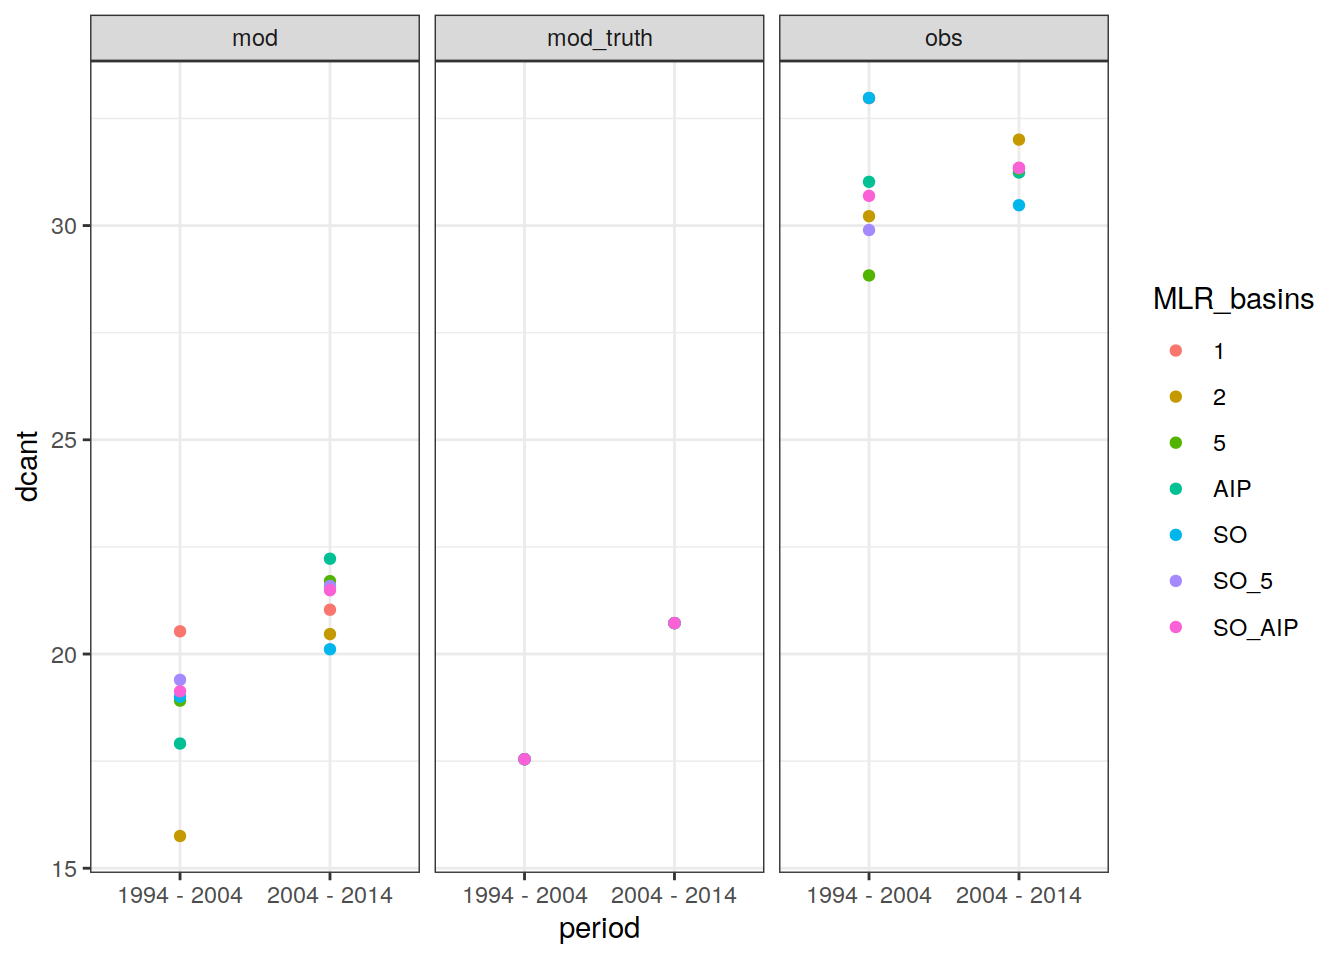 mod mod_truth obs
dcant
30
25
20
15
1994 - 2004 2004 - 2014 1994 - 2004 2004 - 2014 1994 - 2004 2004 - 2014
period
MLR_basins
1
2
5
AIP
SO
SO_5
SO_AIP